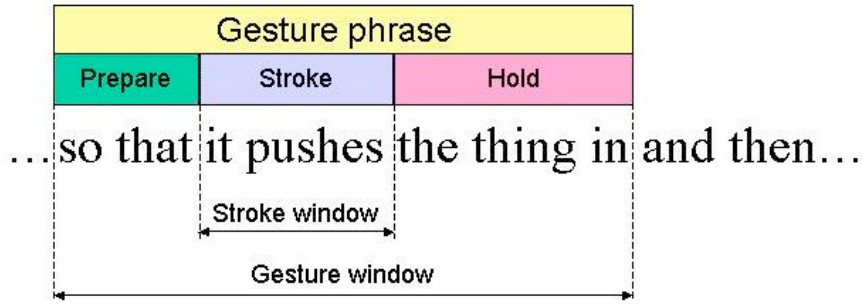 Gesture phrase
Prepare Stroke Hold
…so that it pushes the thing in and then…
Stroke window
Gesture window